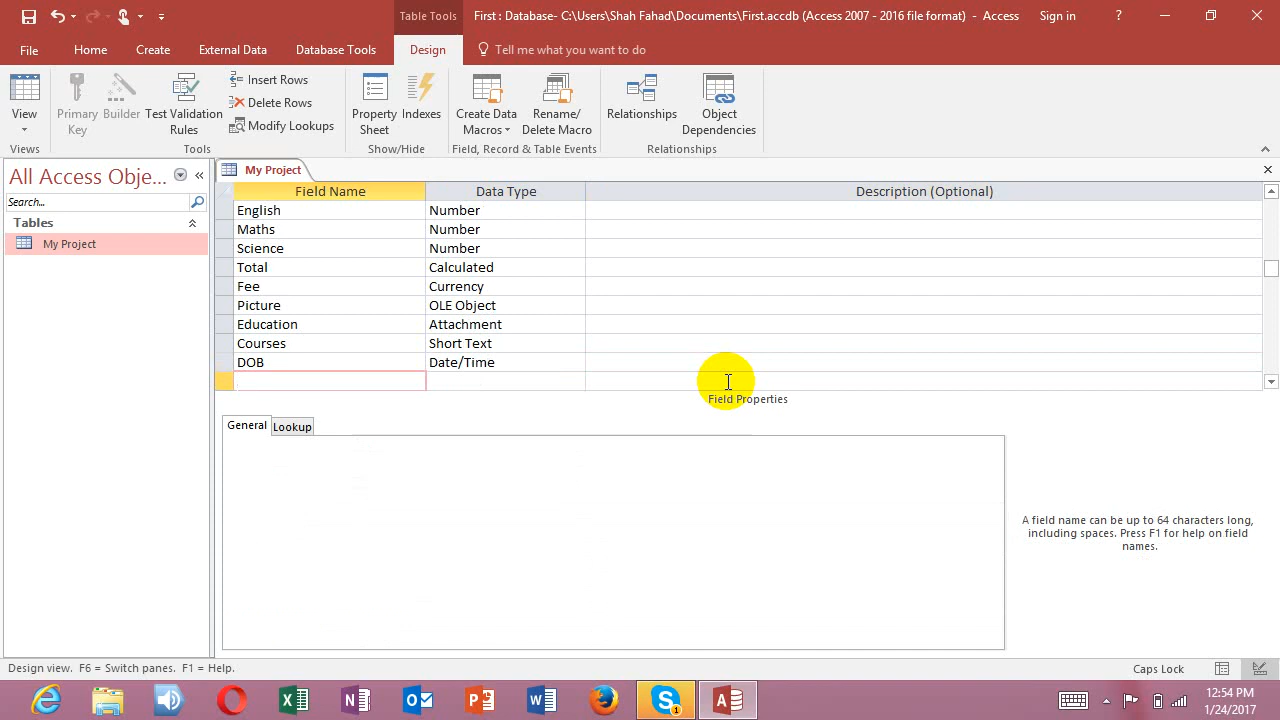 Table Tools
First : Database- C:\Users\Shah Fahad\Documents\First.accdb (Access 2007 - 2016 file format) - Access
Sign in
?
File
Home
Create
External Data
Database Tools
Design
Tell me what you want to do
View
Primary Key
Builder
Test Validation Rules
Insert Rows
Delete Rows
Modify Lookups
Property Sheet
Indexes
Create Data Macros
Rename/ Delete Macro
Relationships
Object Dependencies
Views
Tools
Show/Hide
Field, Record & Table Events
Relationships
All Access Obje...
Search...
Tables
My Project
My Project
Field Name Data Type Description (Optional)
English Number
Maths Number
Science Number
Total Calculated
Fee Currency
Picture OLE Object
Education Attachment
Courses Short Text
DOB Date/Time
Field Properties
General
Lookup
A field name can be up to 64 characters long,
including spaces. Press F1 for help on field
names.
Design view. F6 = Switch panes. F1 = Help.
Caps Lock
12:54 PM
1/24/2017